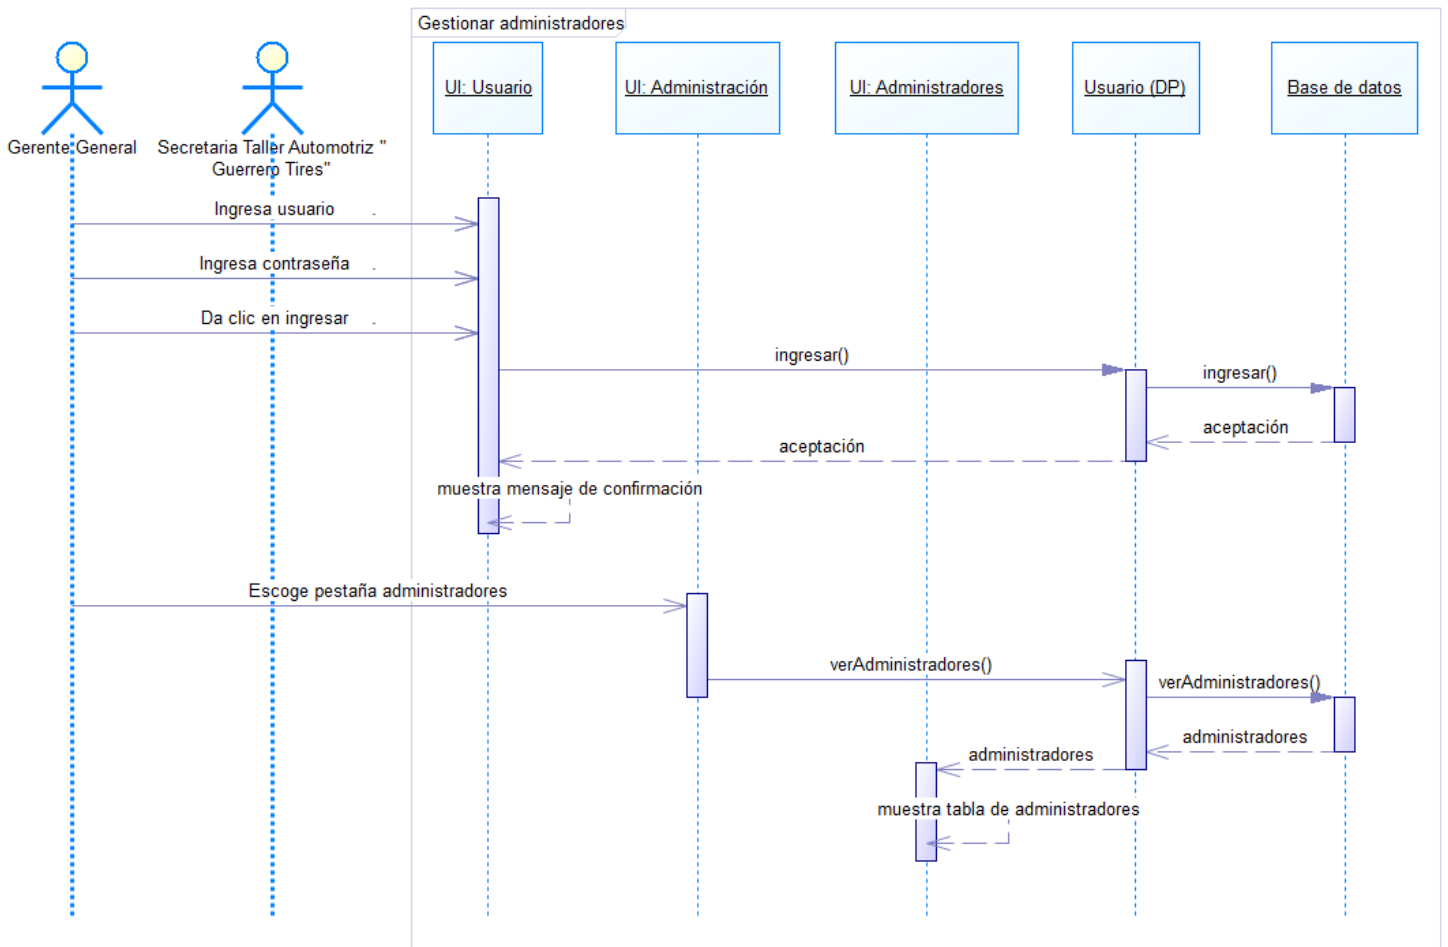 Gestionar administradores
UI: Usuario
UI: Administración
UI: Administradores
Usuario (DP)
Base de datos
Gerente General
Secretaria Taller Automotriz "
Guerrero Tires"
Ingresa usuario .
Ingresa contraseña .
Da clic en ingresar .
ingresar()
ingresar()
aceptación
aceptación
muestra mensaje de confirmación
Escoge pestaña administradores
verAdministradores()
verAdministradores()
administradores
administradores
muestra tabla de administradores